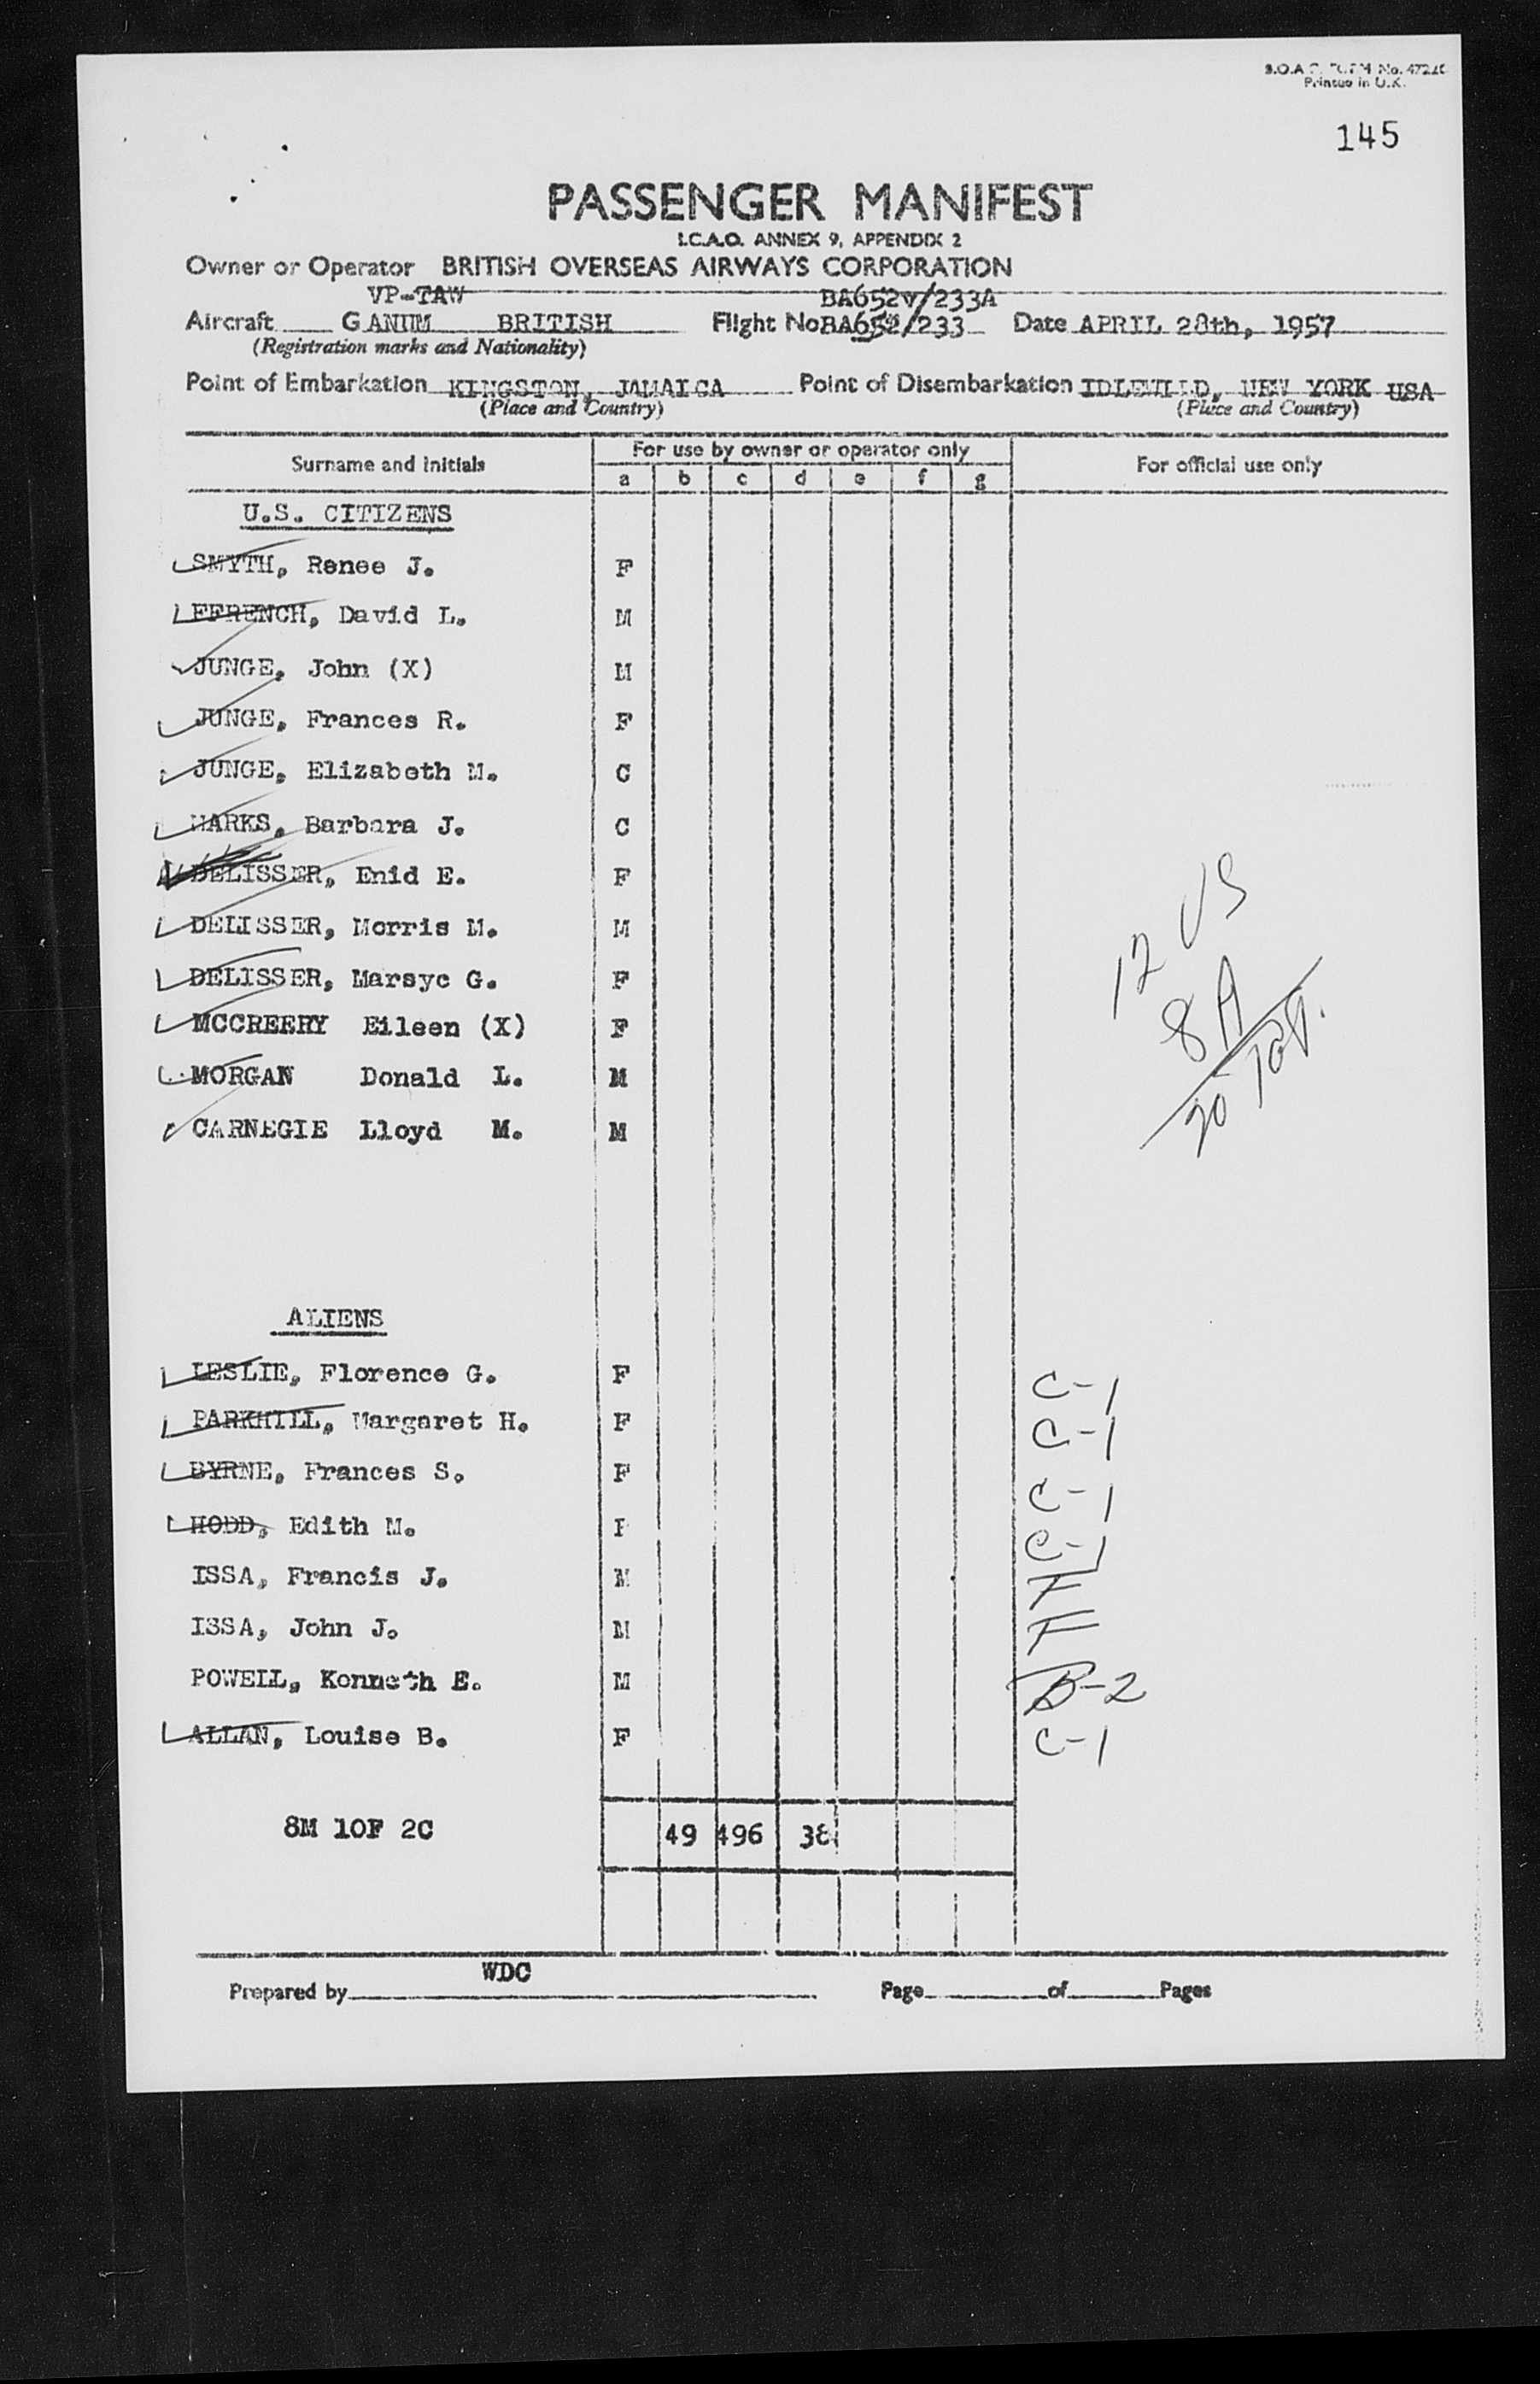 Printed in U.K.
145
PASSENGER MANIFEST
I.C.A.O. ANNEX 9, APPENDIX 2
Owner or Operator BRITISH OVERSEAS AIRWAYS CORPORATION
VP-TAW BA652V/233A
Aircraft GANUM BRITISH Flight No BA652/233 Date APRIL 28th, 1957
(Registration marks and Nationality)
Point of Embarkation KINGSTON, JAMAICA Point of Disembarkation IDLEWILD, NEW YORK USA
(Place and Country) (Place and Country)
For use by owner or operator only
Surname and initials For official use only
a b c d e f g
U.S. CITIZENS
SMYTH, Renee J. F
FFRENCH, David L. M
JUNGE, John (X) M
JUNGE, Frances R. F
JUNGE, Elizabeth M. C
MARKS, Barbara J. C
DELISSER, Enid E. F
DELISSER, Morris M. M
DELISSER, Marsyc G. F
MCCREERY Eileen (X) F
MORGAN Donald L. M
CARNEGIE Lloyd M. M
12 US
8 A
20 Tot.
ALIENS
LESLIE, Florence G. F C-1
PARKHILL, Margaret H. F C-1
BYRNE, Frances S. F C-1
HODD, Edith M. F C-1
ISSA, Francis J. M F
ISSA, John J. M F
POWELL, Kenneth E. M B-2
ALLAN, Louise B. F C-1
8M 10F 2C 49 496 38
WDC
Prepared by Page of Pages